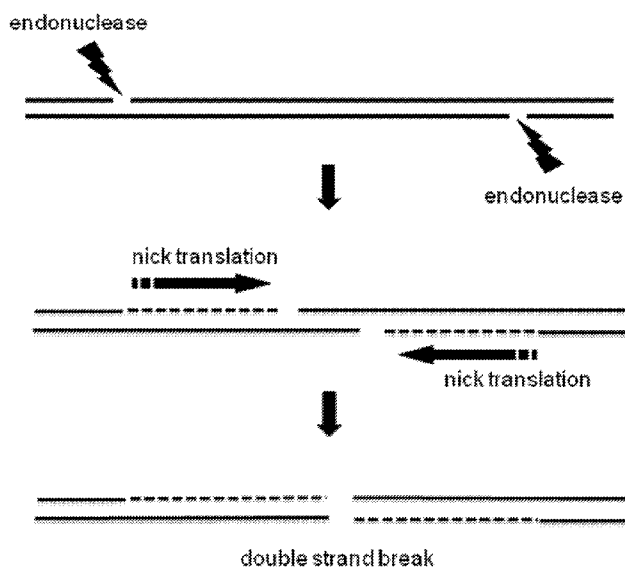 endonuclease
endonuclease
nick translation
nick translation
double strand break